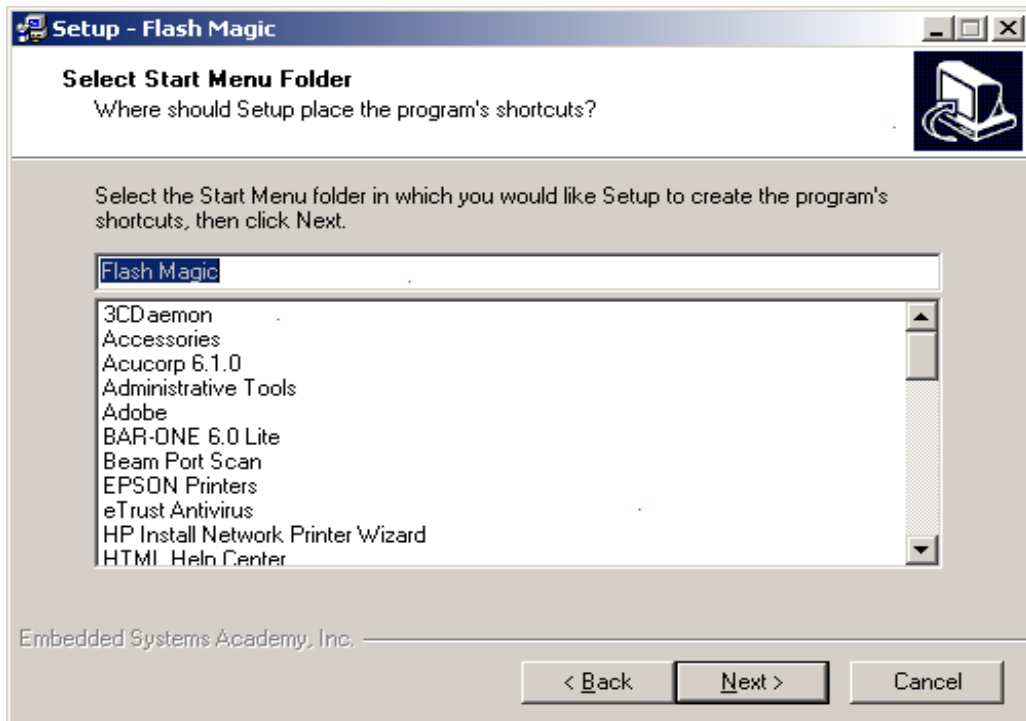 Setup - Flash Magic
Select Start Menu Folder
Where should Setup place the program's shortcuts?
Select the Start Menu folder in which you would like Setup to create the program's
shortcuts, then click Next.
Flash Magic
3CDaemon
Accessories
Acucorp 6.1.0
Administrative Tools
Adobe
BAR-ONE 6.0 Lite
Beam Port Scan
EPSON Printers
eTrust Antivirus
HP Install Network Printer Wizard
HTML Help Center
Embedded Systems Academy, Inc.
< Back Next > Cancel